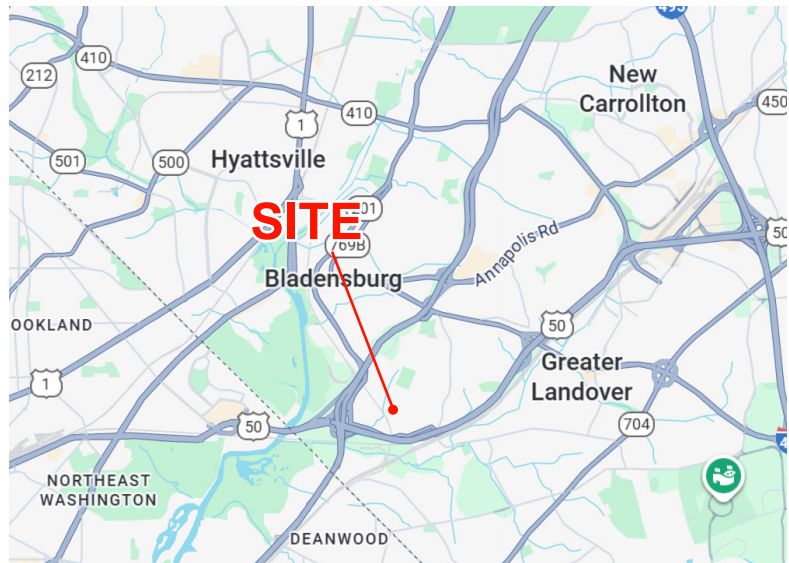 495
New
Carrollton
410
212
450
410
1
501
500
Hyattsville
201
SITE
50
769B
Annapolis Rd
Bladensburg
OOKLAND
50
Greater
Landover
1
50
704
NORTHEAST
WASHINGTON
DEANWOOD